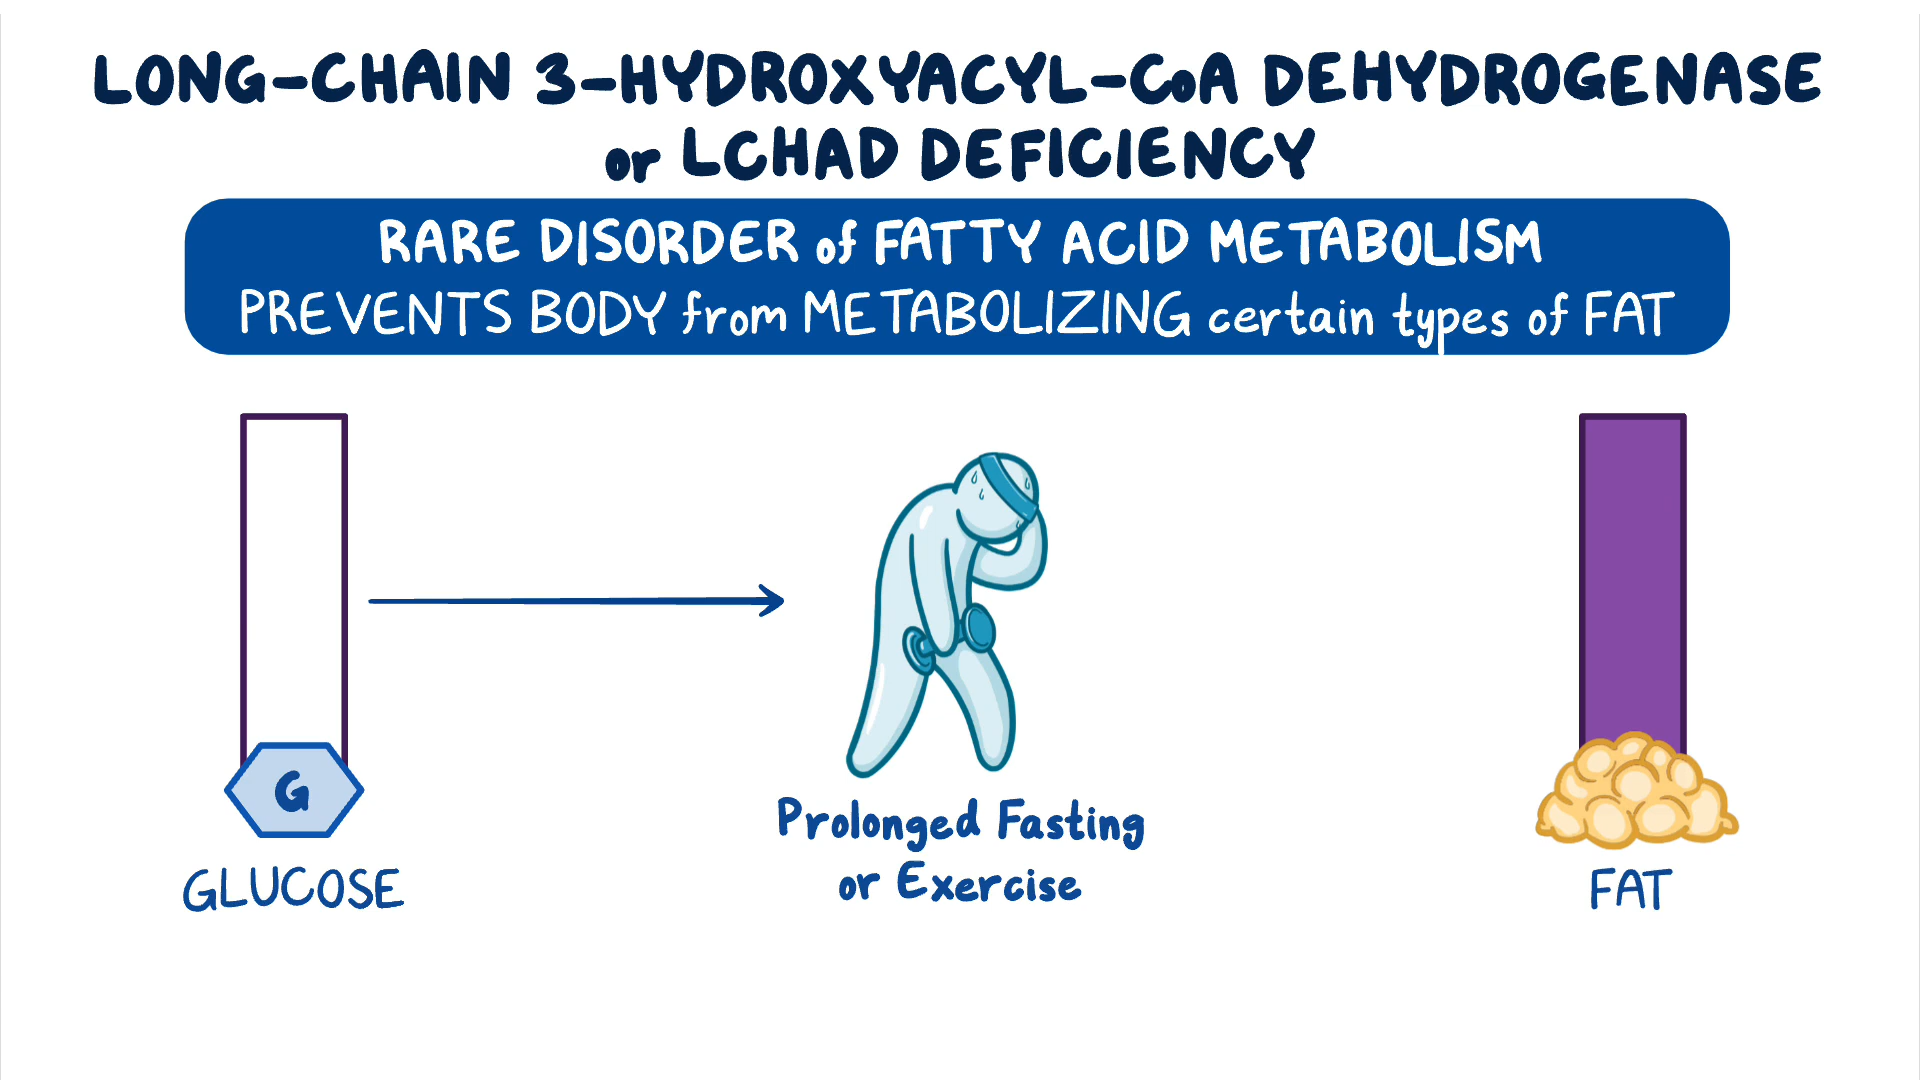 LONG-CHAIN 3-HYDROXYACYL-CoA DEHYDROGENASE
or LCHAD DEFICIENCY
RARE DISORDER of FATTY ACID METABOLISM
PREVENTS BODY from METABOLIZING certain types of FAT
G
GLUCOSE
Prolonged Fasting
or Exercise
FAT